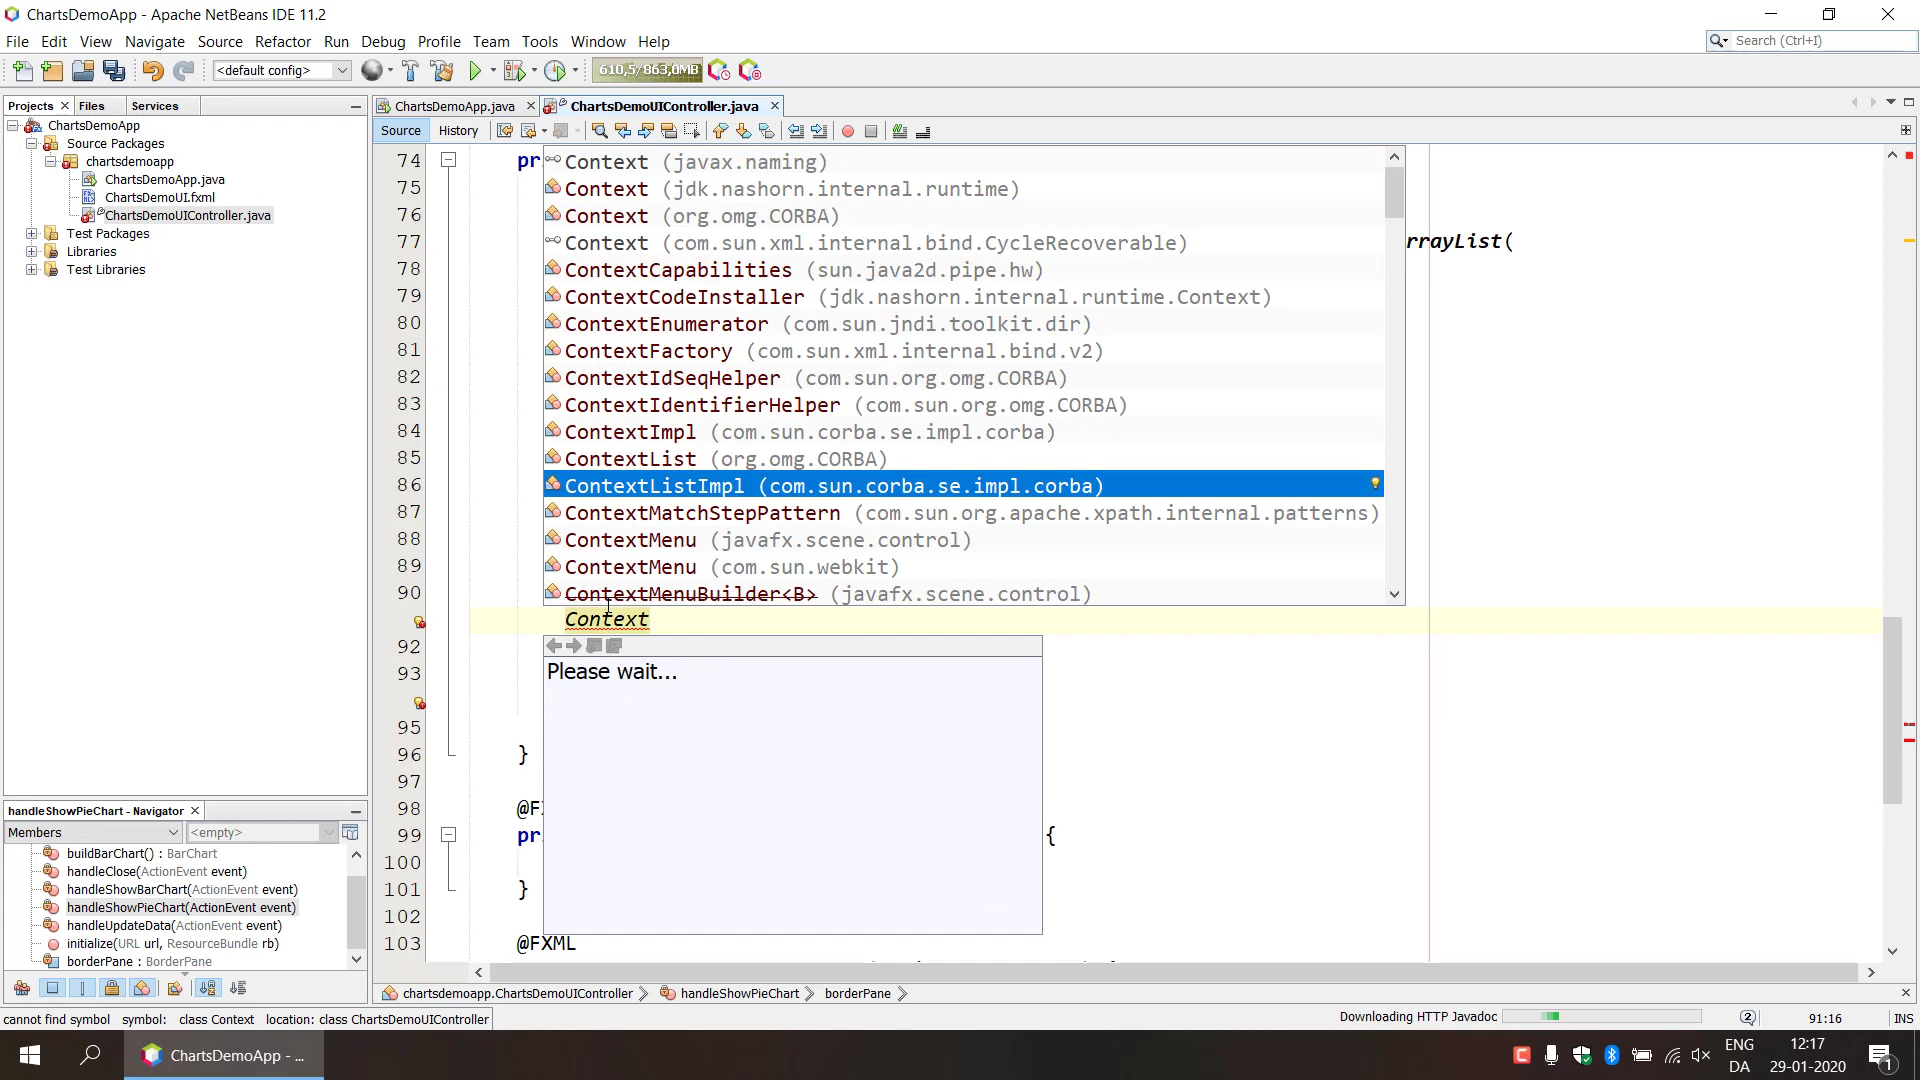 ChartsDemoApp - Apache NetBeans IDE 11.2
File Edit View Navigate Source Refactor Run Debug Profile Team Tools Window Help
Search (Ctrl+I)
<default config>
610,5/863,0MB
Projects Files Services
ChartsDemoApp
Source Packages
chartsdemoapp
ChartsDemoApp.java
ChartsDemoUI.fxml
ChartsDemoUIController.java
Test Packages
Libraries
Test Libraries
handleShowPieChart - Navigator
Members
<empty>
buildBarChart() : BarChart
handleClose(ActionEvent event)
handleShowBarChart(ActionEvent event)
handleShowPieChart(ActionEvent event)
handleUpdateData(ActionEvent event)
initialize(URL url, ResourceBundle rb)
borderPane : BorderPane
ChartsDemoApp.java ChartsDemoUIController.java
Source History
74 pr
75
76
77 rrayList(
78
79
80
81
82
83
84
85
86
87
88
89
90
Context (javax.naming)
Context (jdk.nashorn.internal.runtime)
Context (org.omg.CORBA)
Context (com.sun.xml.internal.bind.CycleRecoverable)
ContextCapabilities (sun.java2d.pipe.hw)
ContextCodeInstaller (jdk.nashorn.internal.runtime.Context)
ContextEnumerator (com.sun.jndi.toolkit.dir)
ContextFactory (com.sun.xml.internal.bind.v2)
ContextIdSeqHelper (com.sun.org.omg.CORBA)
ContextIdentifierHelper (com.sun.org.omg.CORBA)
ContextImpl (com.sun.corba.se.impl.corba)
ContextList (org.omg.CORBA)
ContextListImpl (com.sun.corba.se.impl.corba)
ContextMatchStepPattern (com.sun.org.apache.xpath.internal.patterns)
ContextMenu (javafx.scene.control)
ContextMenu (com.sun.webkit)
ContextMenuBuilder<B> (javafx.scene.control)
Context
Please wait...
92
93
95
96 }
97
98 @F
99 pr {
100
101 }
102
103 @FXML
chartsdemoapp.ChartsDemoUIController handleShowPieChart borderPane
cannot find symbol symbol: class Context location: class ChartsDemoUIController
Downloading HTTP Javadoc
2
91:16 INS
ChartsDemoApp - ...
ENG
DA
12:17
29-01-2020
1